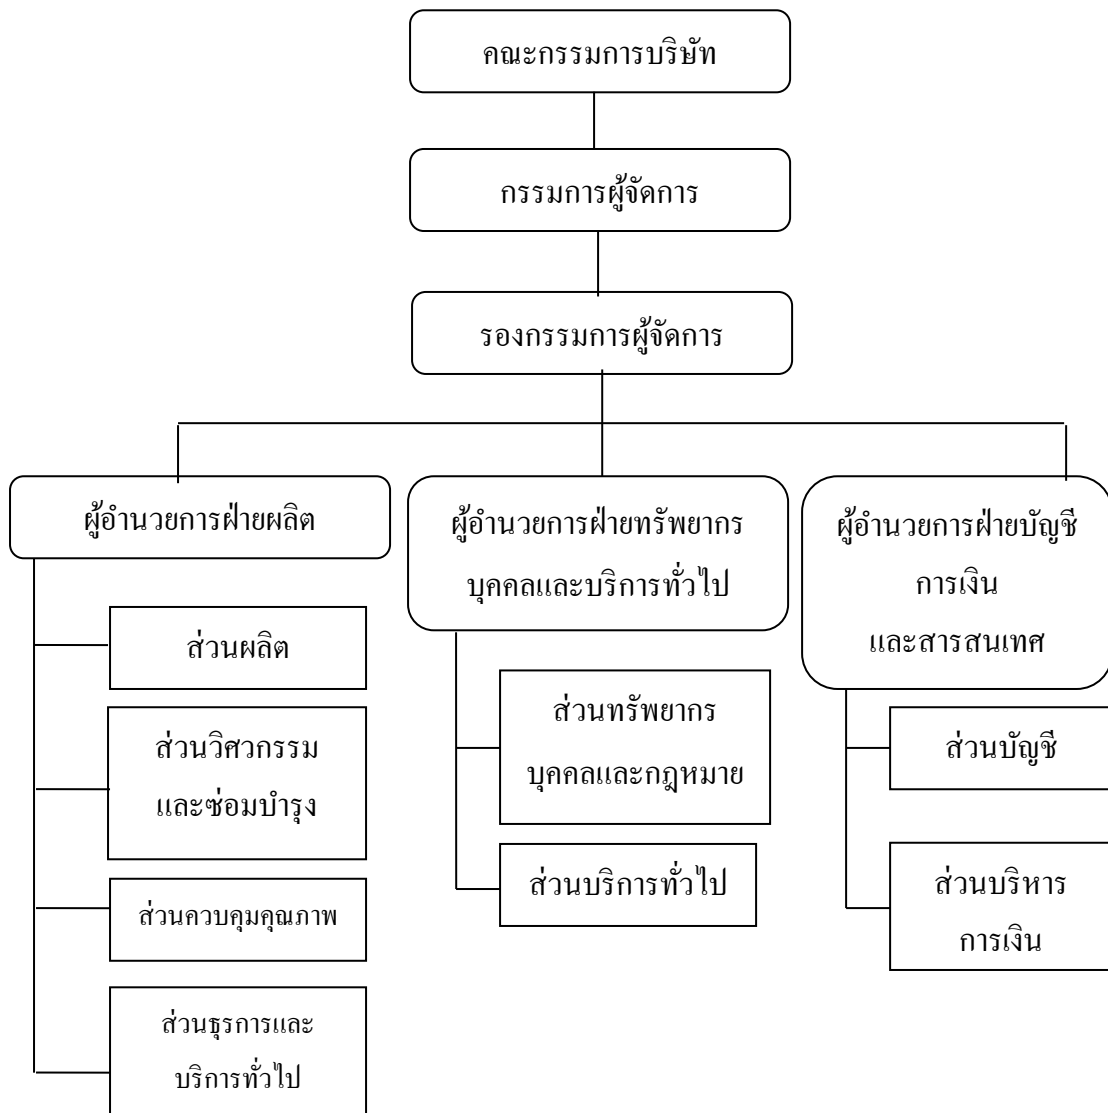 คณะกรรมการบริษัท
กรรมการผู้จัดการ
รองกรรมการผู้จัดการ
ผู้อำนวยการฝ่ายผลิต
ส่วนผลิต
ส่วนวิศวกรรม
และซ่อมบำรุง
ส่วนควบคุมคุณภาพ
ส่วนธุรการและ
บริการทั่วไป
ผู้อำนวยการฝ่ายทรัพยากร
บุคคลและบริการทั่วไป
ส่วนทรัพยากร
บุคคลและกฎหมาย
ส่วนบริการทั่วไป
ผู้อำนวยการฝ่ายบัญชี
การเงิน
และสารสนเทศ
ส่วนบัญชี
ส่วนบริหาร
การเงิน